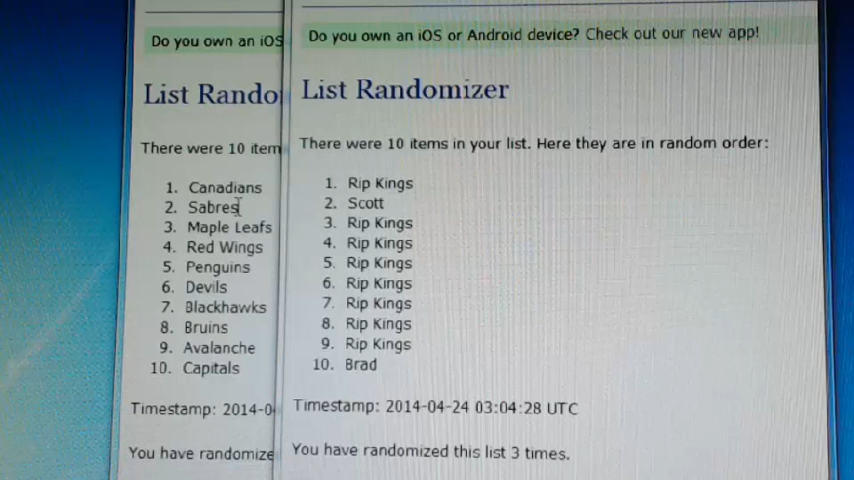 Do you own an iOS
List Rando
There were 10 item
1. Canadians
2. Sabres
3. Maple Leafs
4. Red Wings
5. Penguins
6. Devils
7. Blackhawks
8. Bruins
9. Avalanche
10. Capitals
Timestamp: 2014-0
You have randomize
Do you own an iOS or Android device? Check out our new app!
List Randomizer
There were 10 items in your list. Here they are in random order:
1. Rip Kings
2. Scott
3. Rip Kings
4. Rip Kings
5. Rip Kings
6. Rip Kings
7. Rip Kings
8. Rip Kings
9. Rip Kings
10. Brad
Timestamp: 2014-04-24 03:04:28 UTC
You have randomized this list 3 times.